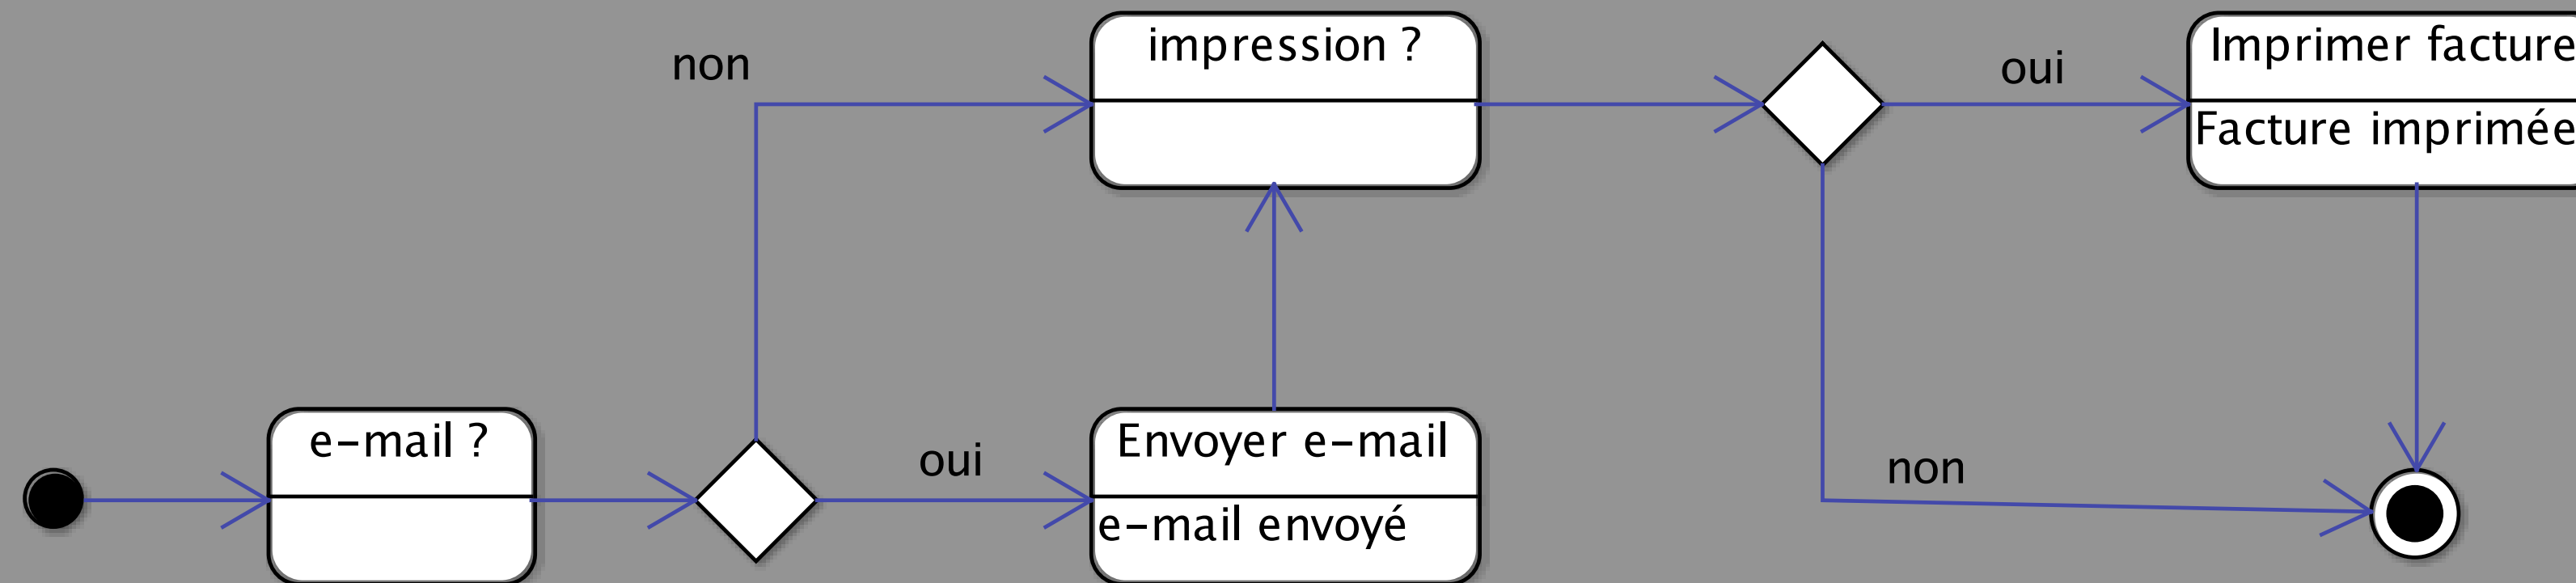 non
impression ?
oui
Imprimer facture
Facture imprimée
e-mail ?
oui
Envoyer e-mail
e-mail envoyé
non